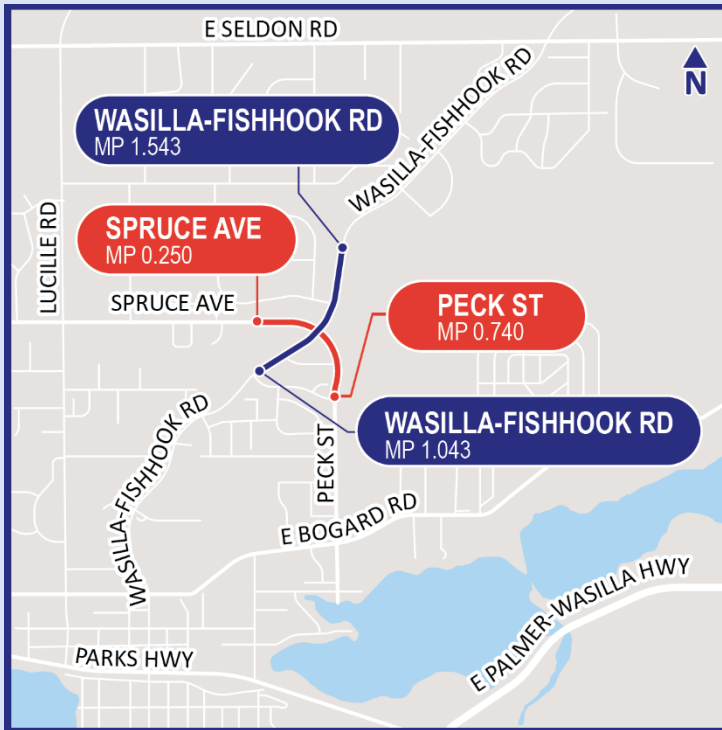 E SELDON RD
N
WASILLA-FISHHOOK RD
MP 1.543
WASILLA-FISHHOOK RD
LUCILLE RD
SPRUCE AVE
MP 0.250
SPRUCE AVE
PECK ST
MP 0.740
WASILLA-FISHHOOK RD
WASILLA-FISHHOOK RD
MP 1.043
PECK ST
E BOGARD RD
E PALMER-WASILLA HWY
PARKS HWY